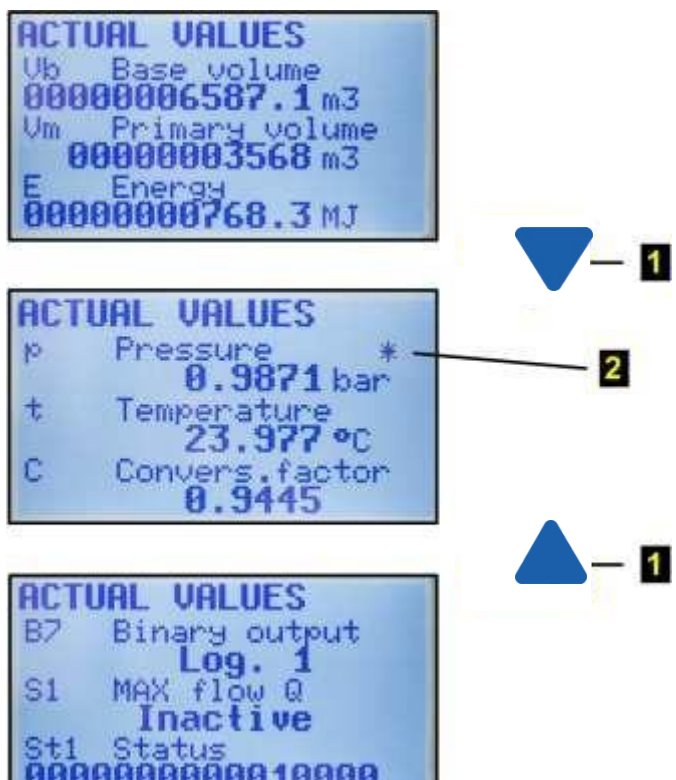 ACTUAL VALUES
Vb Base volume
00000006587.1 m3
Vm Primary volume
00000003568 m3
E Energy
00000000768.3 MJ
1
ACTUAL VALUES
p Pressure *
0.9871 bar
2
t Temperature
23.977 °C
C Convers.factor
0.9445
1
ACTUAL VALUES
B7 Binary output
Log. 1
S1 MAX flow Q
Inactive
St1 Status
0000000000010000